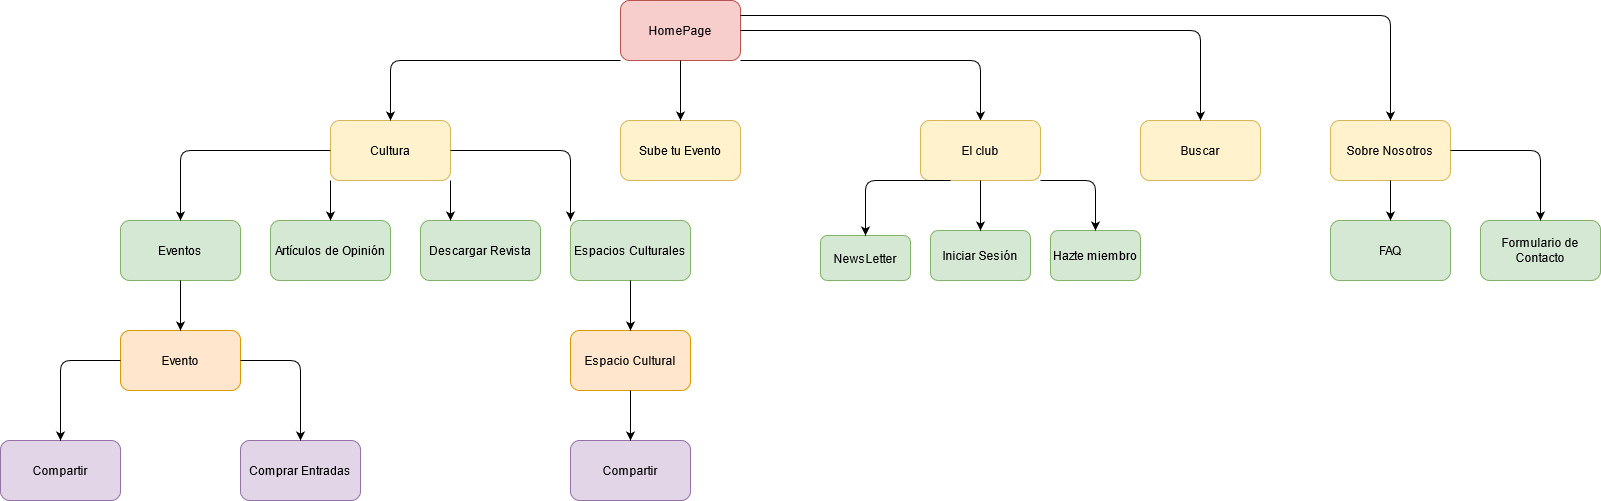 HomePage
Cultura
Sube tu Evento
El club
Buscar
Sobre Nosotros
Eventos
Artículos de Opinión
Descargar Revista
Espacios Culturales
NewsLetter
Iniciar Sesión
Hazte miembro
FAQ
Formulario de
Contacto
Evento
Espacio Cultural
Compartir
Comprar Entradas
Compartir